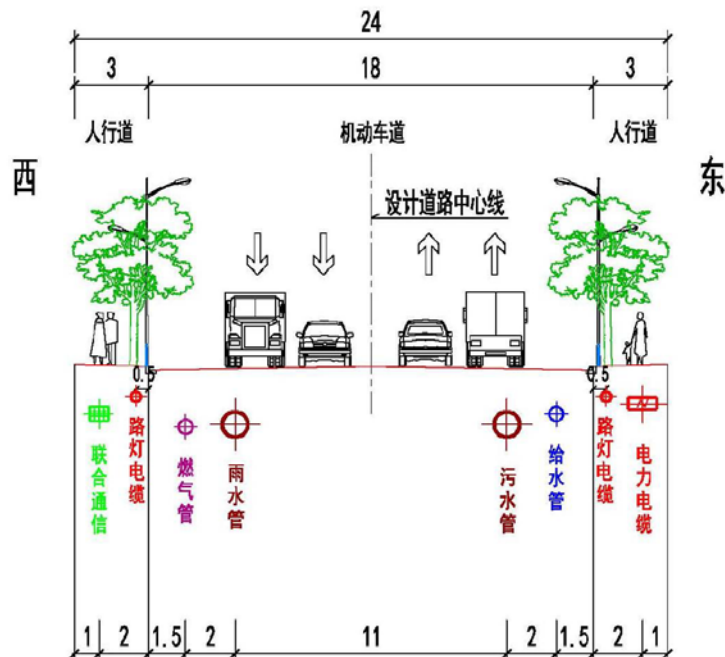 24
3
18
3
人行道
机动车道
人行道
西
东
设计道路中心线
0.5
0.5
联合通信
路灯电缆
燃气管
雨水管
污水管
给水管
路灯电缆
电力电缆
1
2
1.5
2
11
2
1.5
2
1